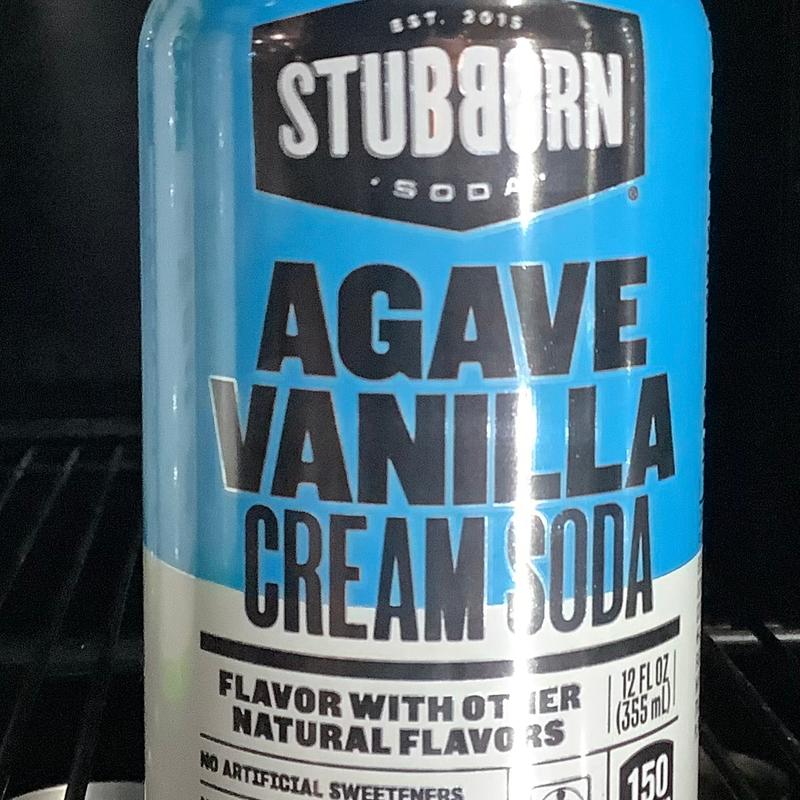 EST. 2015
STUBBORN
SODA
®
AGAVE
VANILLA
CREAM SODA
FLAVOR WITH OTHER
NATURAL FLAVORS
12 FL OZ
(355 mL)
NO ARTIFICIAL SWEETENERS
150